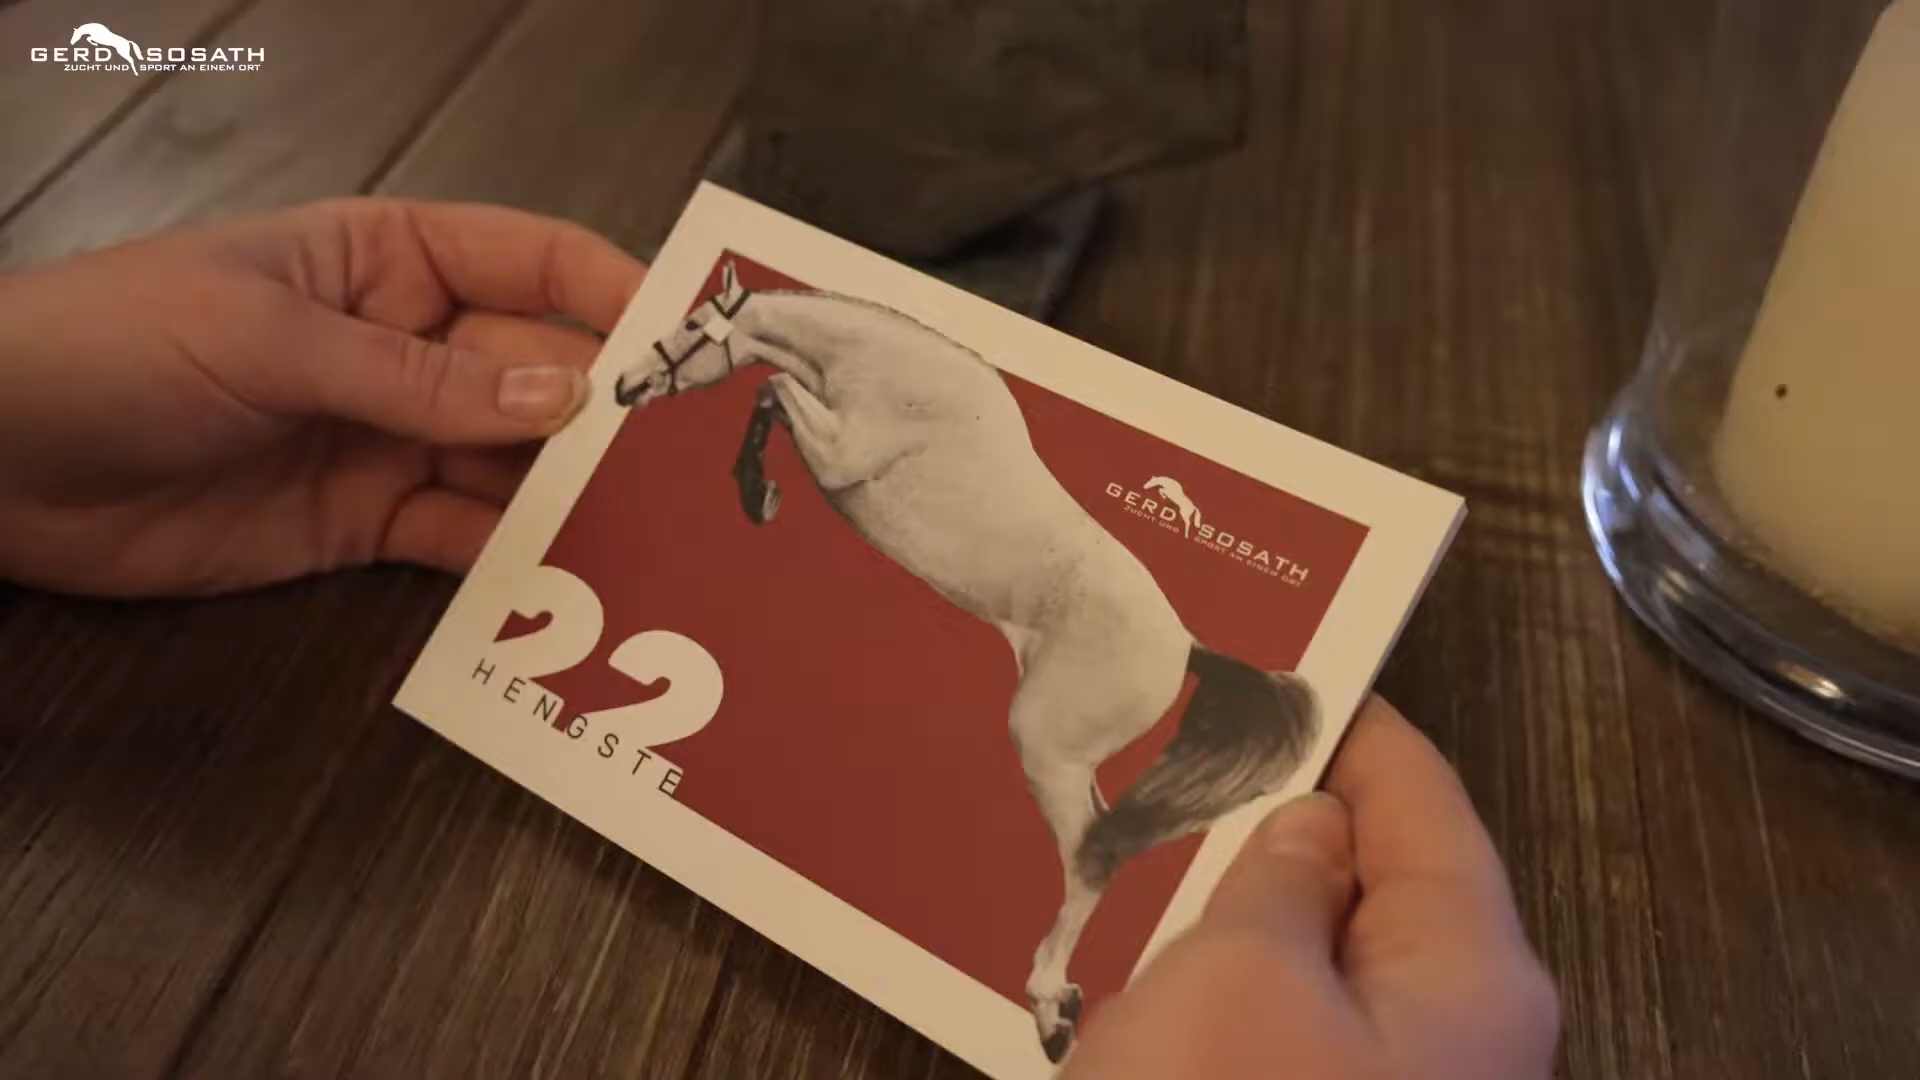 GERD SOSATH
ZUCHT UND SPORT AN EINEM ORT
GERD SOSATH
ZUCHT UND SPORT AN EINEM ORT
22
HENGSTE